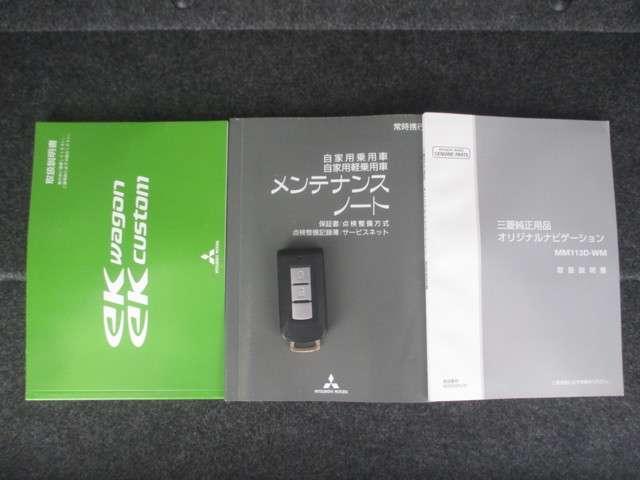 取扱説明書
eK wagon
eK custom
MITSUBISHI MOTORS
常時携行
自家用乗用車
自家用軽乗用車
メンテナンス
ノート
保証書/点検整備方式
点検整備記録簿/サービスネット
MITSUBISHI MOTORS
GENUINE PARTS
三菱純正用品
オリジナルナビゲーション
MM113D-WM
取扱説明書